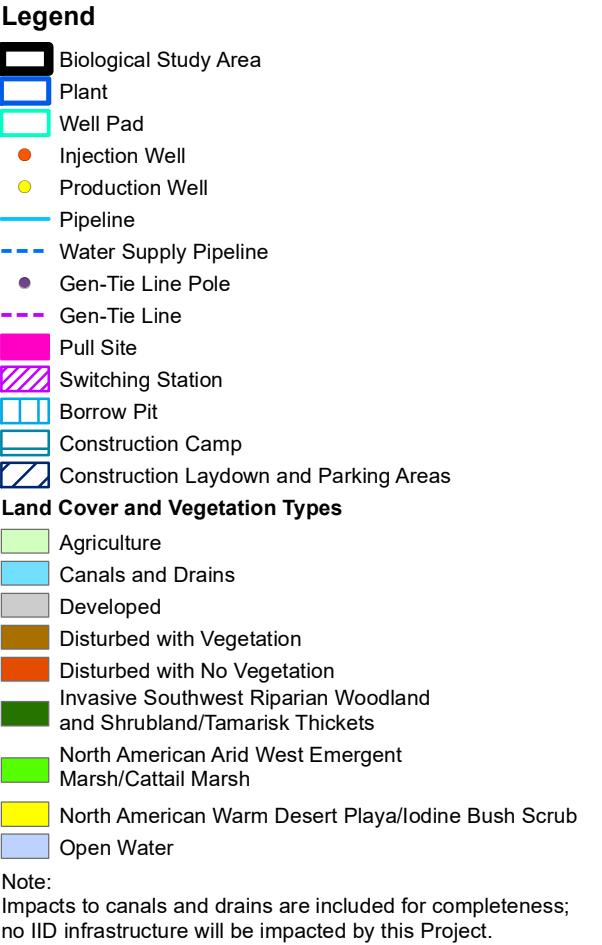 Legend
Biological Study Area
Plant
Well Pad
Injection Well
Production Well
Pipeline
Water Supply Pipeline
Gen-Tie Line Pole
Gen-Tie Line
Pull Site
Switching Station
Borrow Pit
Construction Camp
Construction Laydown and Parking Areas
Land Cover and Vegetation Types
Agriculture
Canals and Drains
Developed
Disturbed with Vegetation
Disturbed with No Vegetation
Invasive Southwest Riparian Woodland
and Shrubland/Tamarisk Thickets
North American Arid West Emergent
Marsh/Cattail Marsh
North American Warm Desert Playa/Iodine Bush Scrub
Open Water
Note:
Impacts to canals and drains are included for completeness;
no IID infrastructure will be impacted by this Project.